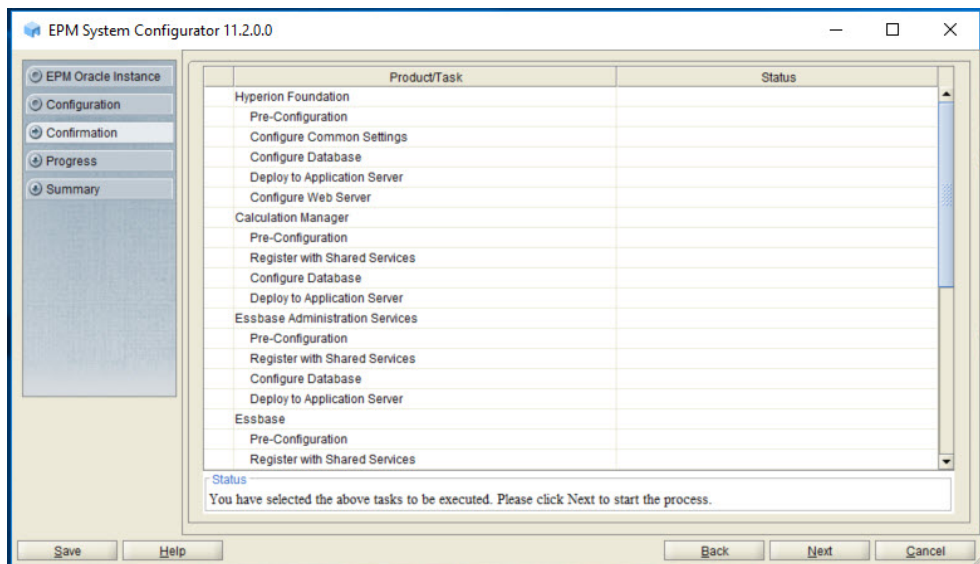 EPM System Configurator 11.2.0.0
EPM Oracle Instance
Configuration
Confirmation
Progress
Summary
Product/Task Status
Hyperion Foundation
Pre-Configuration
Configure Common Settings
Configure Database
Deploy to Application Server
Configure Web Server
Calculation Manager
Pre-Configuration
Register with Shared Services
Configure Database
Deploy to Application Server
Essbase Administration Services
Pre-Configuration
Register with Shared Services
Configure Database
Deploy to Application Server
Essbase
Pre-Configuration
Register with Shared Services
Status
You have selected the above tasks to be executed. Please click Next to start the process.
Save Help Back Next Cancel